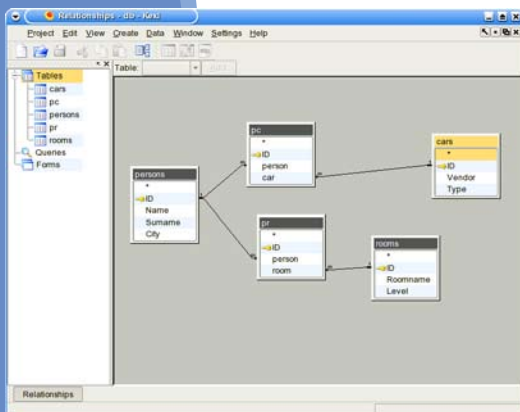 Relationships - db - Kexi
Project Edit View Create Data Window Settings Help
Table:
Tables
cars
pc
persons
pr
rooms
Queries
Forms
persons
*
ID
Name
Surname
City
pc
*
ID
person
car
cars
*
ID
Vendor
Type
pr
*
ID
person
room
rooms
*
ID
Roomname
Level
Relationships